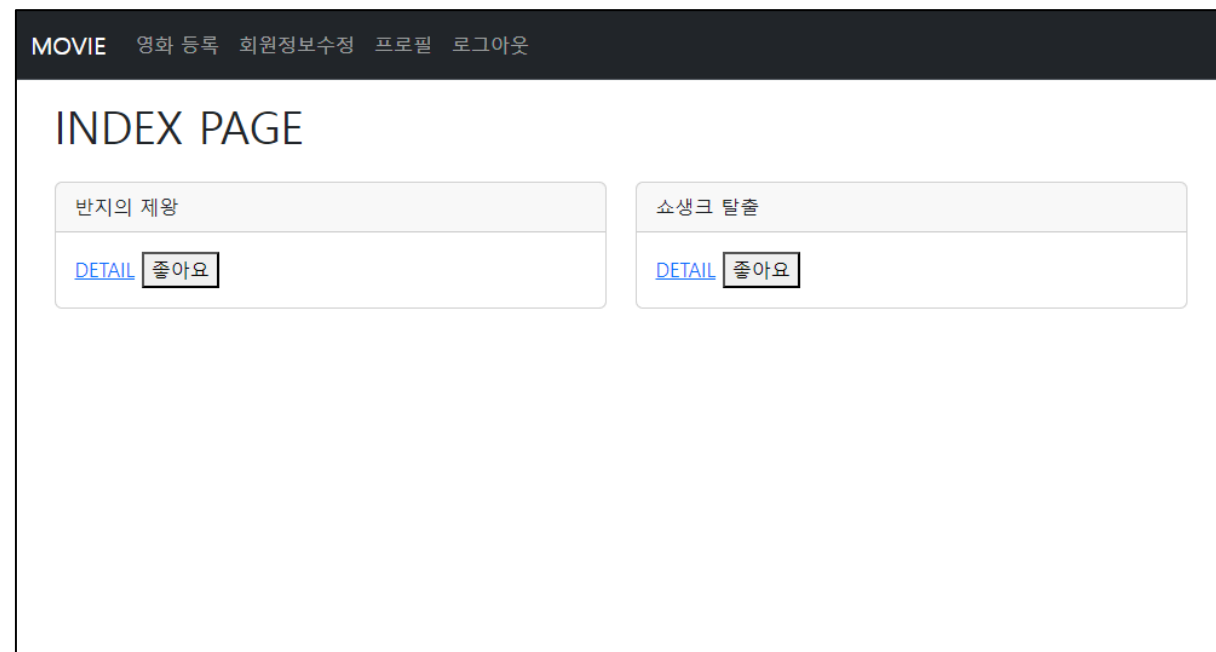 MOVIE 영화 등록 회원정보수정 프로필 로그아웃
INDEX PAGE
반지의 제왕
DETAIL 좋아요
쇼생크 탈출
DETAIL 좋아요